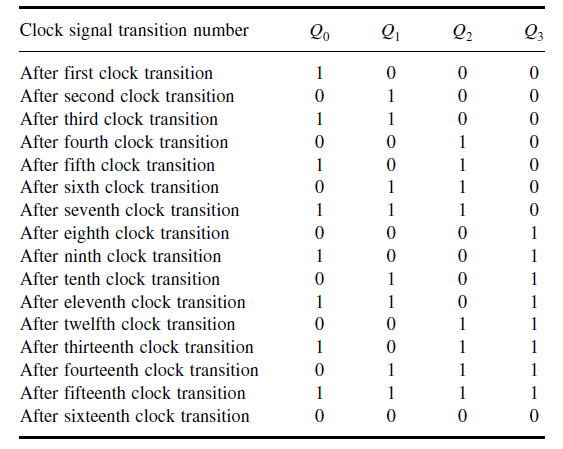 Clock signal transition number Q0 Q1 Q2 Q3
After first clock transition 1 0 0 0
After second clock transition 0 1 0 0
After third clock transition 1 1 0 0
After fourth clock transition 0 0 1 0
After fifth clock transition 1 0 1 0
After sixth clock transition 0 1 1 0
After seventh clock transition 1 1 1 0
After eighth clock transition 0 0 0 1
After ninth clock transition 1 0 0 1
After tenth clock transition 0 1 0 1
After eleventh clock transition 1 1 0 1
After twelfth clock transition 0 0 1 1
After thirteenth clock transition 1 0 1 1
After fourteenth clock transition 0 1 1 1
After fifteenth clock transition 1 1 1 1
After sixteenth clock transition 0 0 0 0